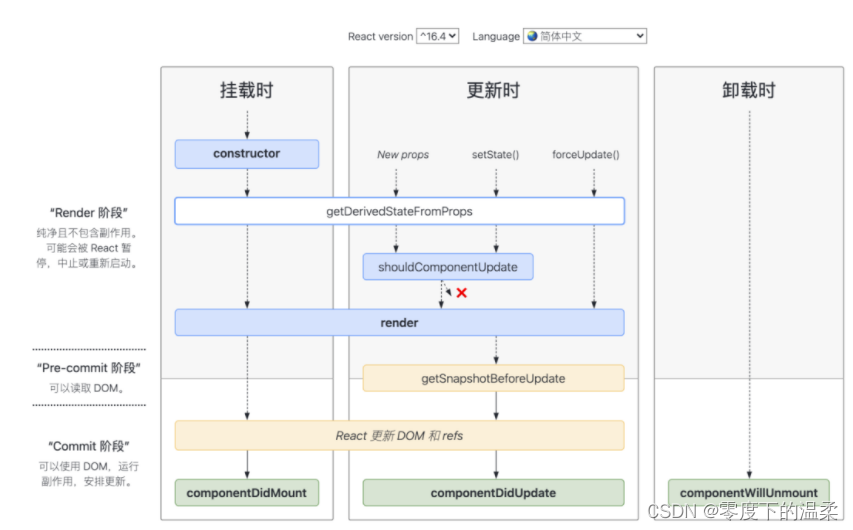 React version ^16.4 Language 简体中文
挂载时 更新时 卸载时
constructor
New props setState() forceUpdate()
"Render 阶段"
纯净且不包含副作用。
可能会被 React 暂
停，中止或重新启动。
getDerivedStateFromProps
shouldComponentUpdate
render
"Pre-commit 阶段"
可以读取 DOM。
getSnapshotBeforeUpdate
React 更新 DOM 和 refs
"Commit 阶段"
可以使用 DOM，运行
副作用，安排更新。
componentDidMount componentDidUpdate componentWillUnmount
CSDN @零度下的温柔